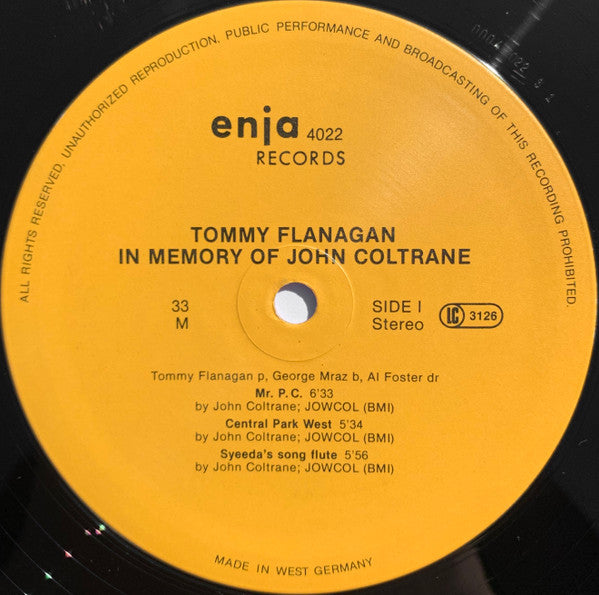 ALL RIGHTS RESERVED. UNAUTHORIZED REPRODUCTION, PUBLIC PERFORMANCE AND BROADCASTING OF THIS RECORDING PROHIBITED.
enja 4022
RECORDS
TOMMY FLANAGAN
IN MEMORY OF JOHN COLTRANE
33
M
SIDE I
Stereo
LC 3126
Tommy Flanagan p, George Mraz b, Al Foster dr
Mr. P. C. 6'33
by John Coltrane; JOWCOL (BMI)
Central Park West 5'34
by John Coltrane; JOWCOL (BMI)
Syeeda's song flute 5'56
by John Coltrane; JOWCOL (BMI)
MADE IN WEST GERMANY